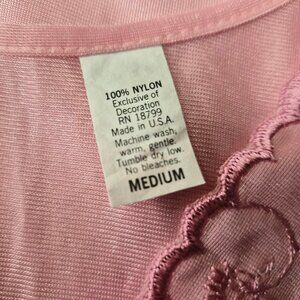 100% NYLON
Exclusive of
Decoration
RN 18799
Made in U.S.A.
Machine wash,
warm, gentle.
Tumble dry low.
No bleaches.
MEDIUM